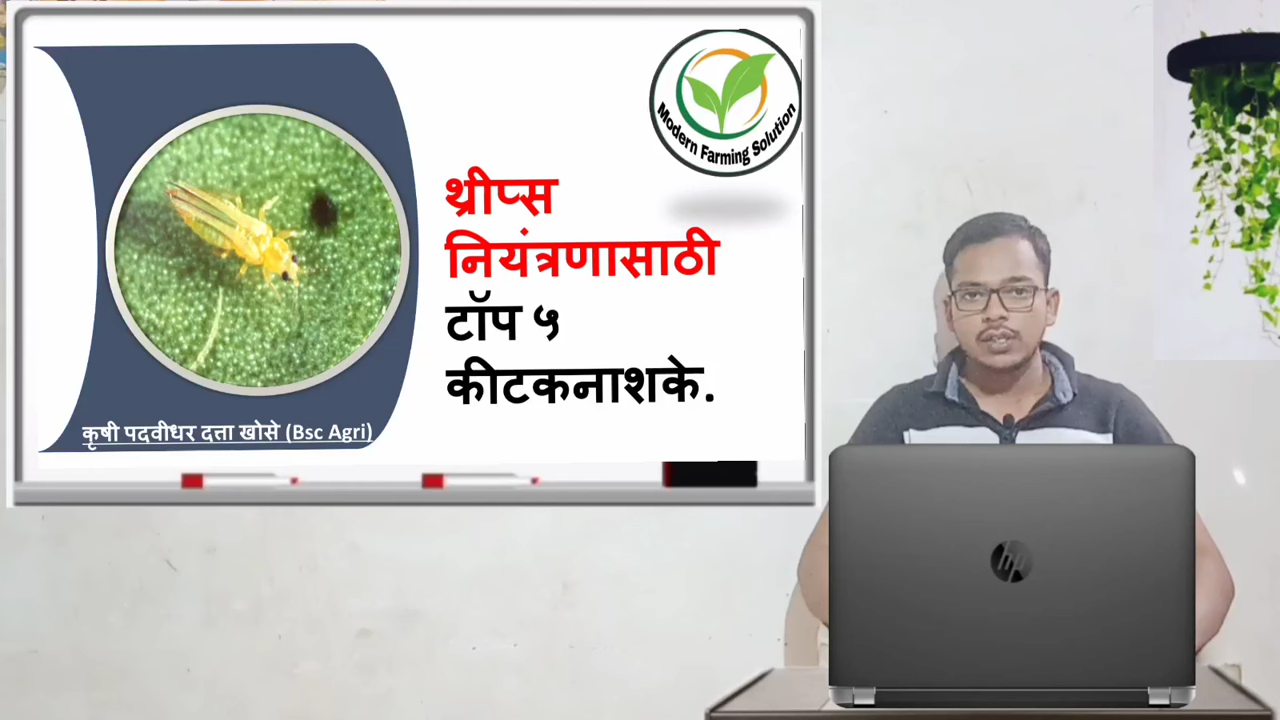 Modern Farming Solution
थ्रीप्स
नियंत्रणासाठी
टॉप ५
कीटकनाशके.
कृषी पदवीधर दत्ता खोसे (Bsc Agri)
hp